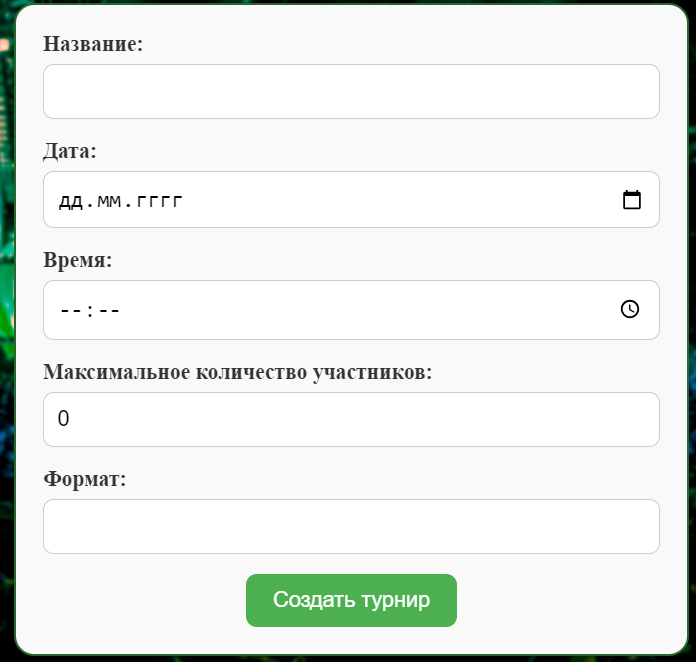 Название:
Дата:
дд.мм.гггг
Время:
--:--
Максимальное количество участников:
0
Формат:
Создать турнир